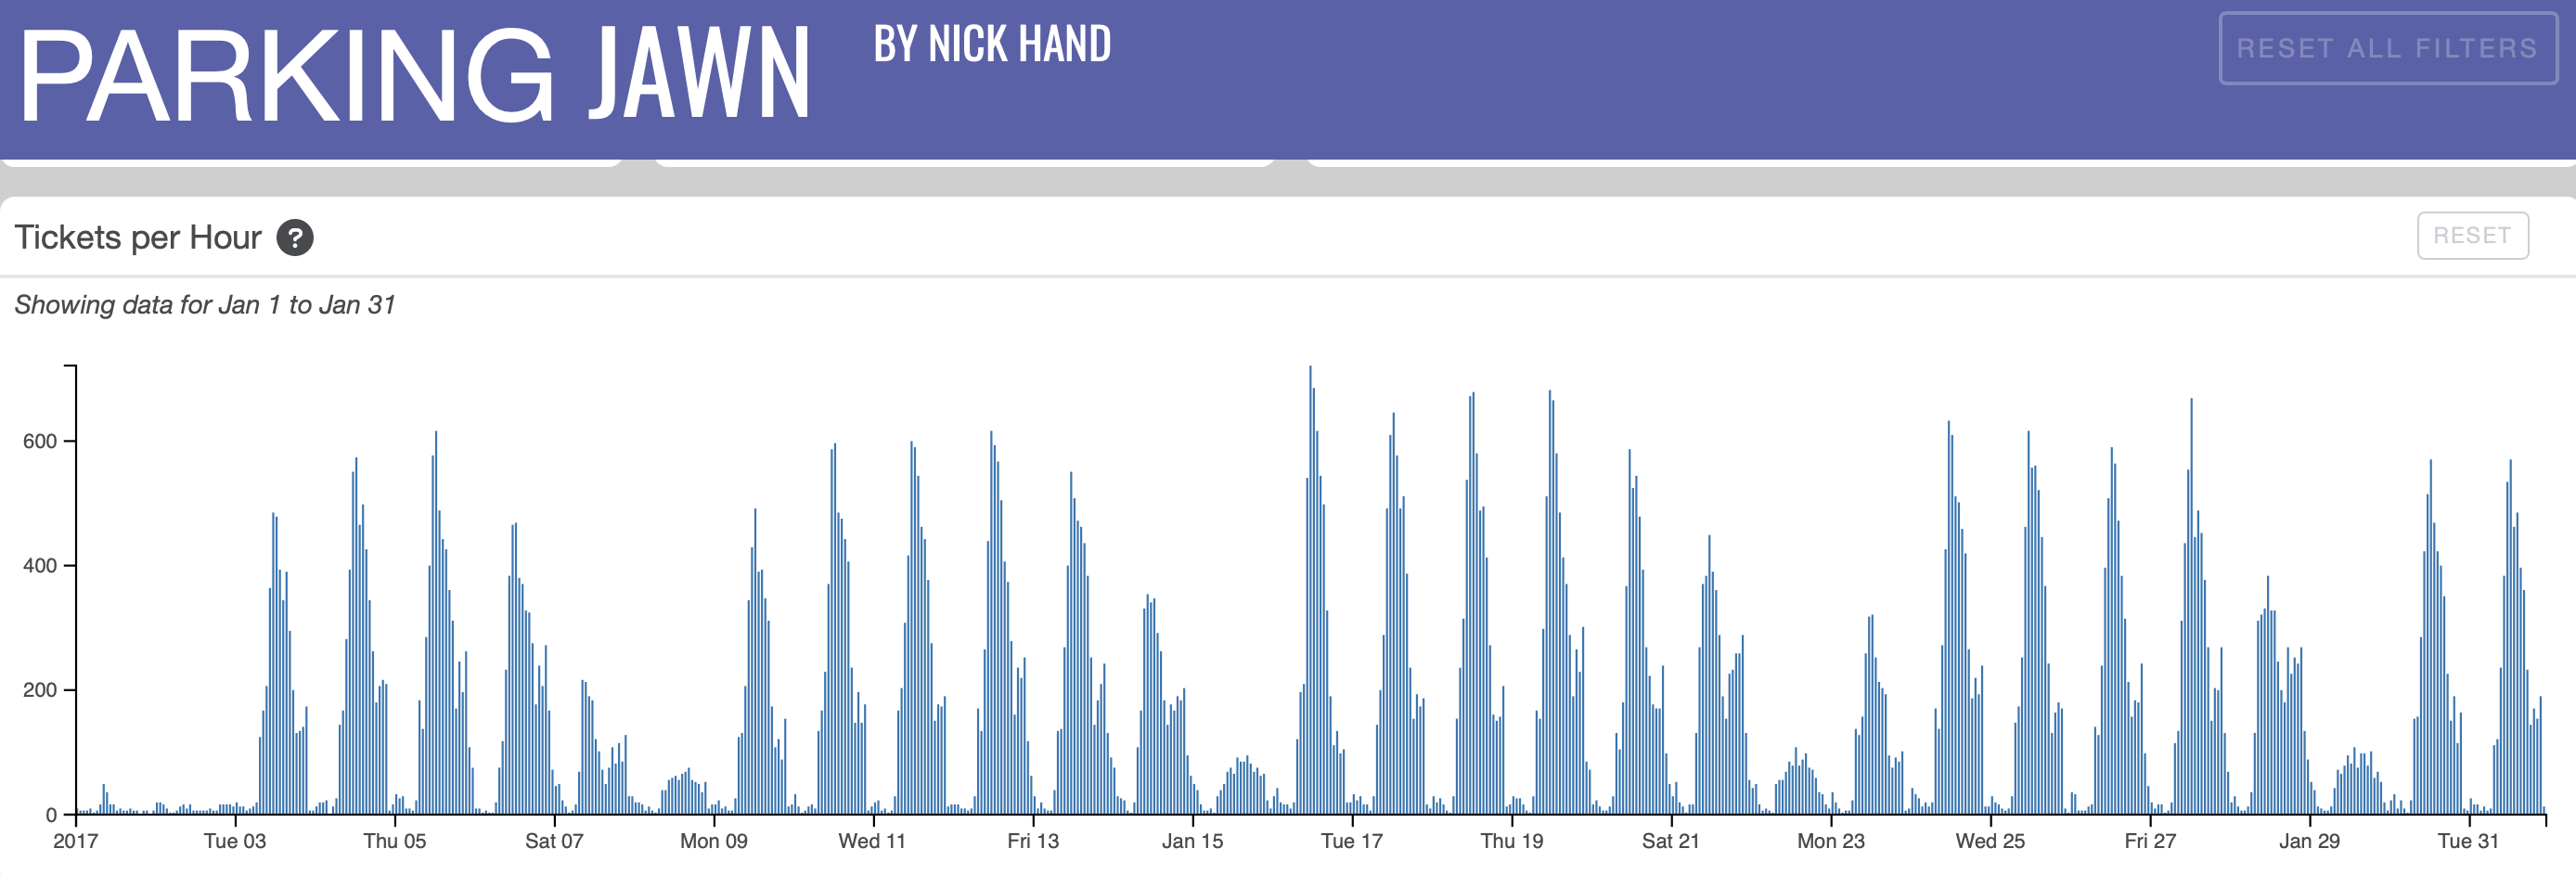 PARKING JAWN BY NICK HAND
RESET ALL FILTERS
Tickets per Hour ?
RESET
Showing data for Jan 1 to Jan 31
600
400
200
0
2017 Tue 03 Thu 05 Sat 07 Mon 09 Wed 11 Fri 13 Jan 15 Tue 17 Thu 19 Sat 21 Mon 23 Wed 25 Fri 27 Jan 29 Tue 31